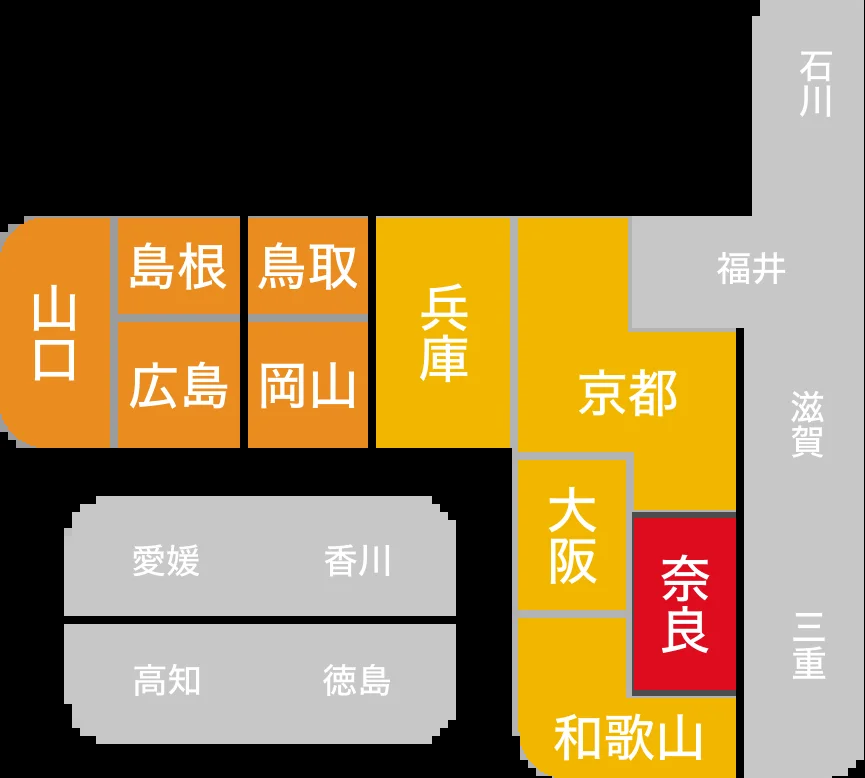 石川
福井
島根
鳥取
山口
兵庫
広島
岡山
京都
滋賀
大阪
愛媛
香川
奈良
三重
高知
徳島
和歌山